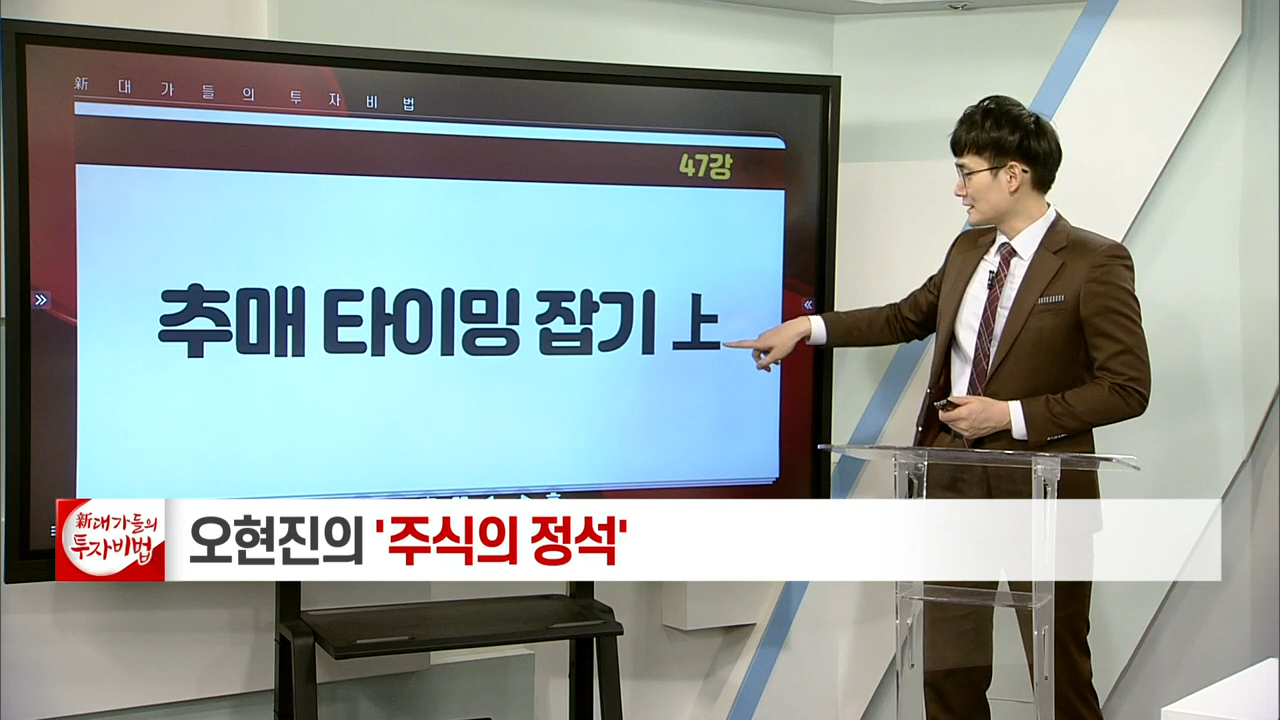 新대가들의투자비법
47강
추매 타이밍 잡기 上
新대가들의
투자비법
오현진의 '주식의 정석'